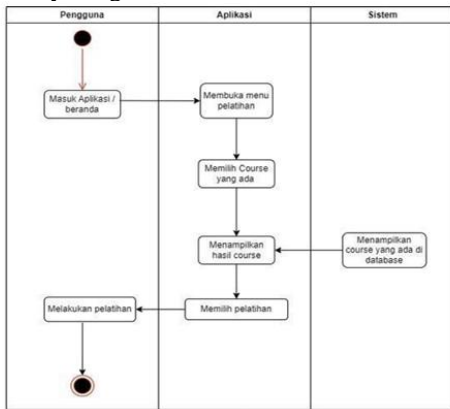 Pengguna
Aplikasi
Sistem
Masuk Aplikasi /
beranda
Membuka menu
pelatihan
Memilih Course
yang ada
Menampilkan
hasil course
Menampilkan
course yang ada di
database
Melakukan pelatihan
Memilih pelatihan